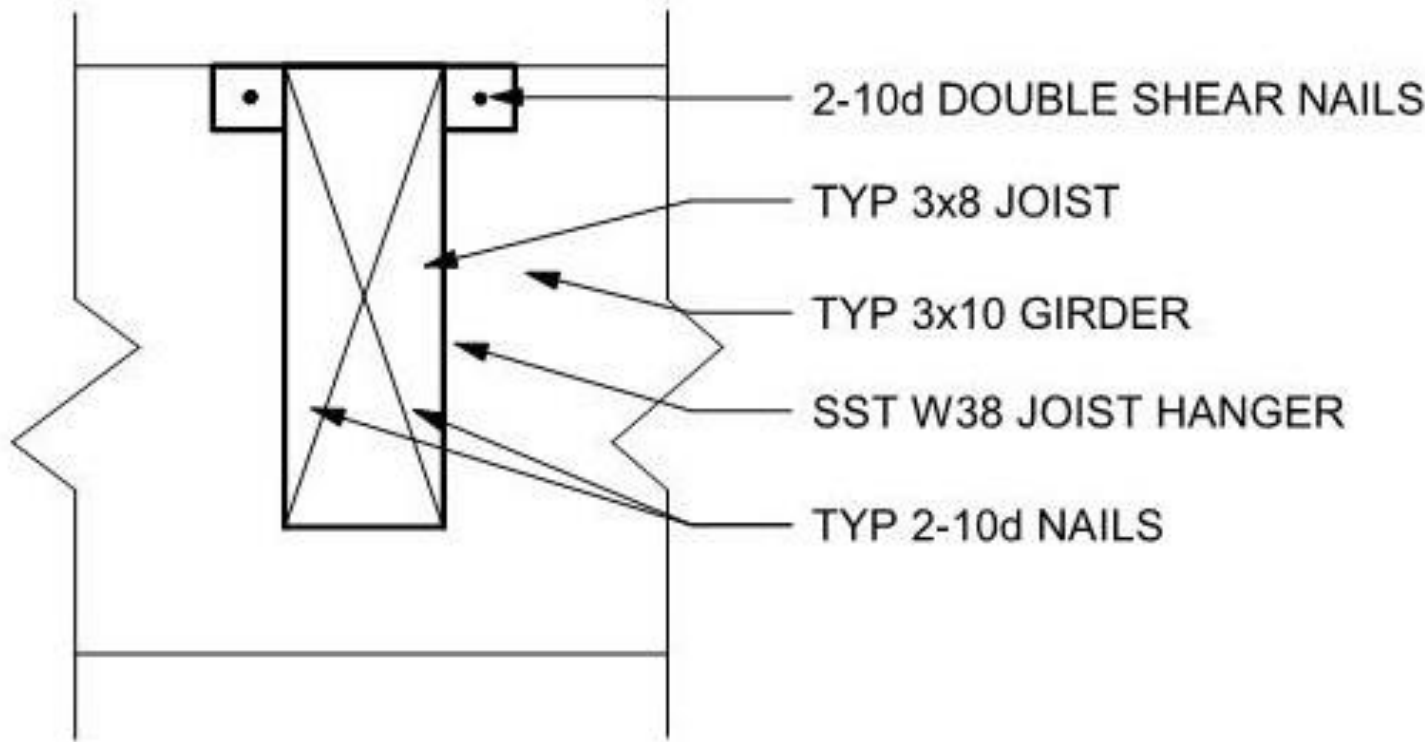 2-10d DOUBLE SHEAR NAILS
TYP 3x8 JOIST
TYP 3x10 GIRDER
SST W38 JOIST HANGER
TYP 2-10d NAILS